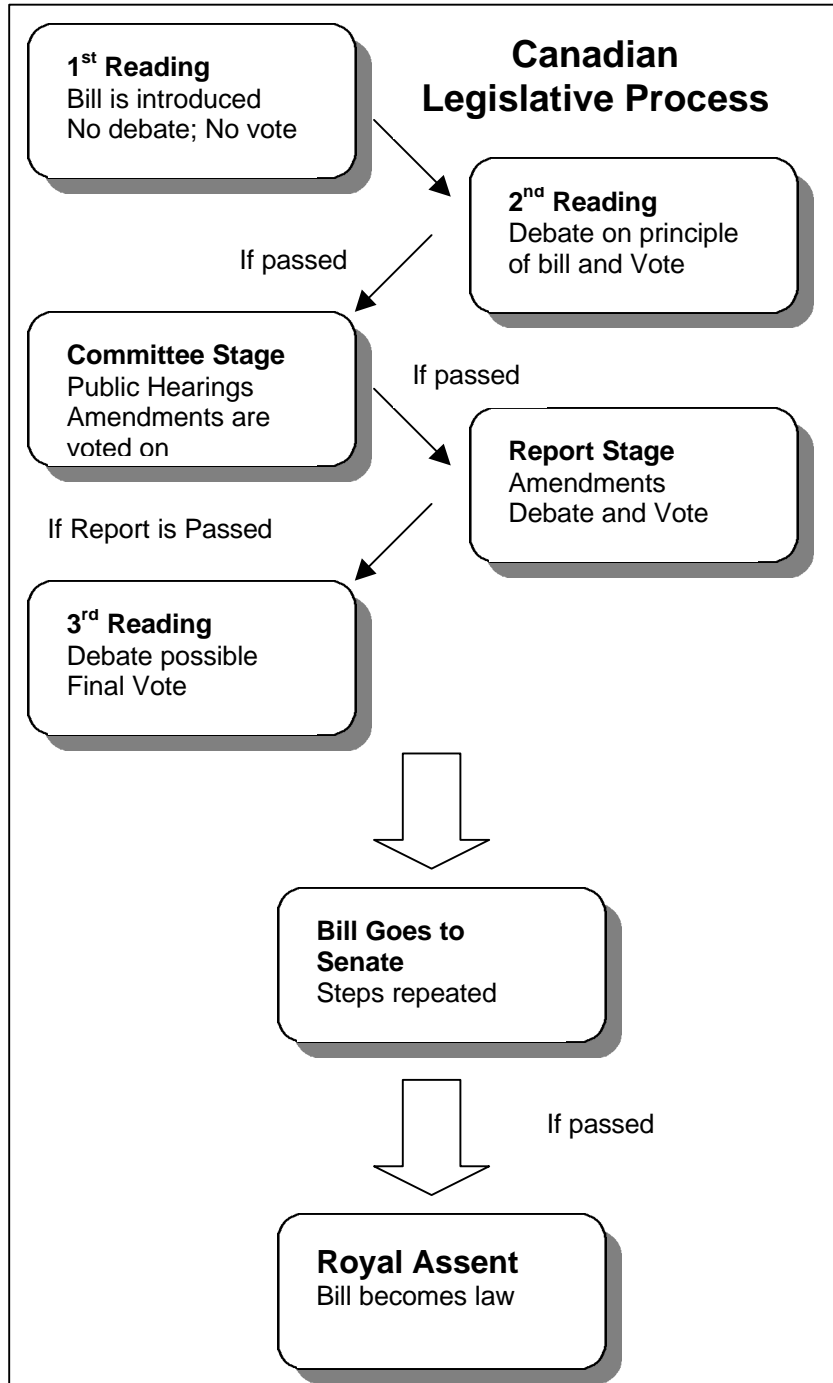 Canadian
Legislative Process
1st Reading
Bill is introduced
No debate; No vote
2nd Reading
Debate on principle
of bill and Vote
If passed
Committee Stage
Public Hearings
Amendments are
voted on
If passed
Report Stage
Amendments
Debate and Vote
If Report is Passed
3rd Reading
Debate possible
Final Vote
Bill Goes to
Senate
Steps repeated
If passed
Royal Assent
Bill becomes law